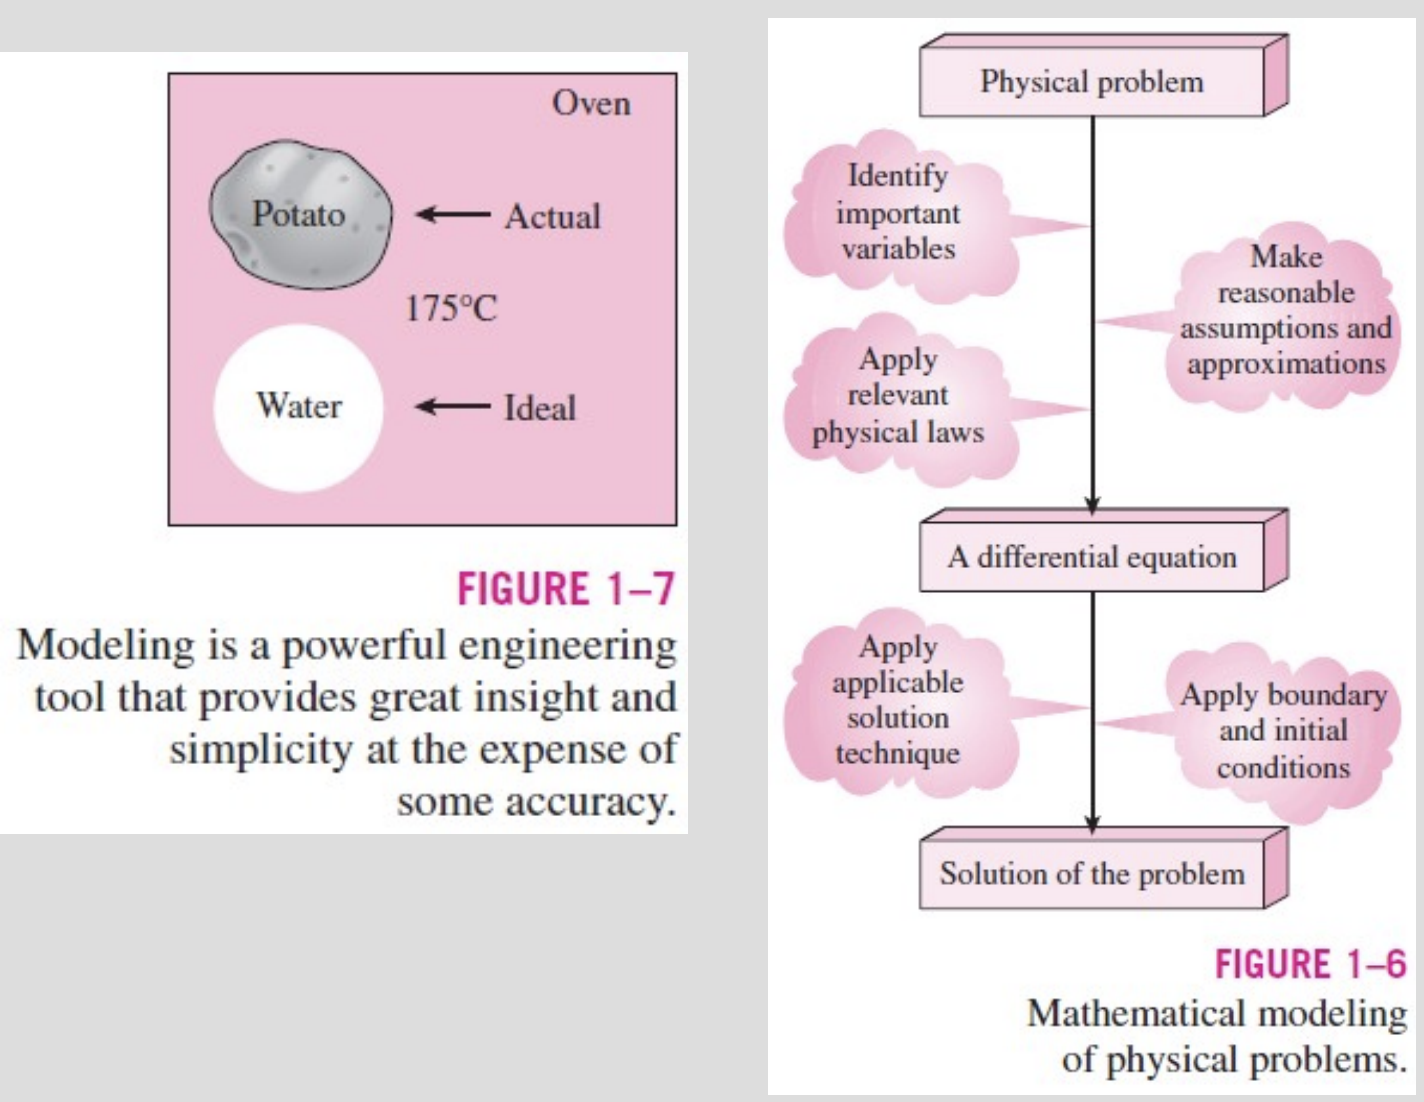 Oven
Potato
Actual
175°C
Water
Ideal
FIGURE 1–7
Modeling is a powerful engineering
tool that provides great insight and
simplicity at the expense of
some accuracy.
Physical problem
Identify
important
variables
Make
reasonable
assumptions and
approximations
Apply
relevant
physical laws
A differential equation
Apply
applicable
solution
technique
Apply boundary
and initial
conditions
Solution of the problem
FIGURE 1–6
Mathematical modeling
of physical problems.